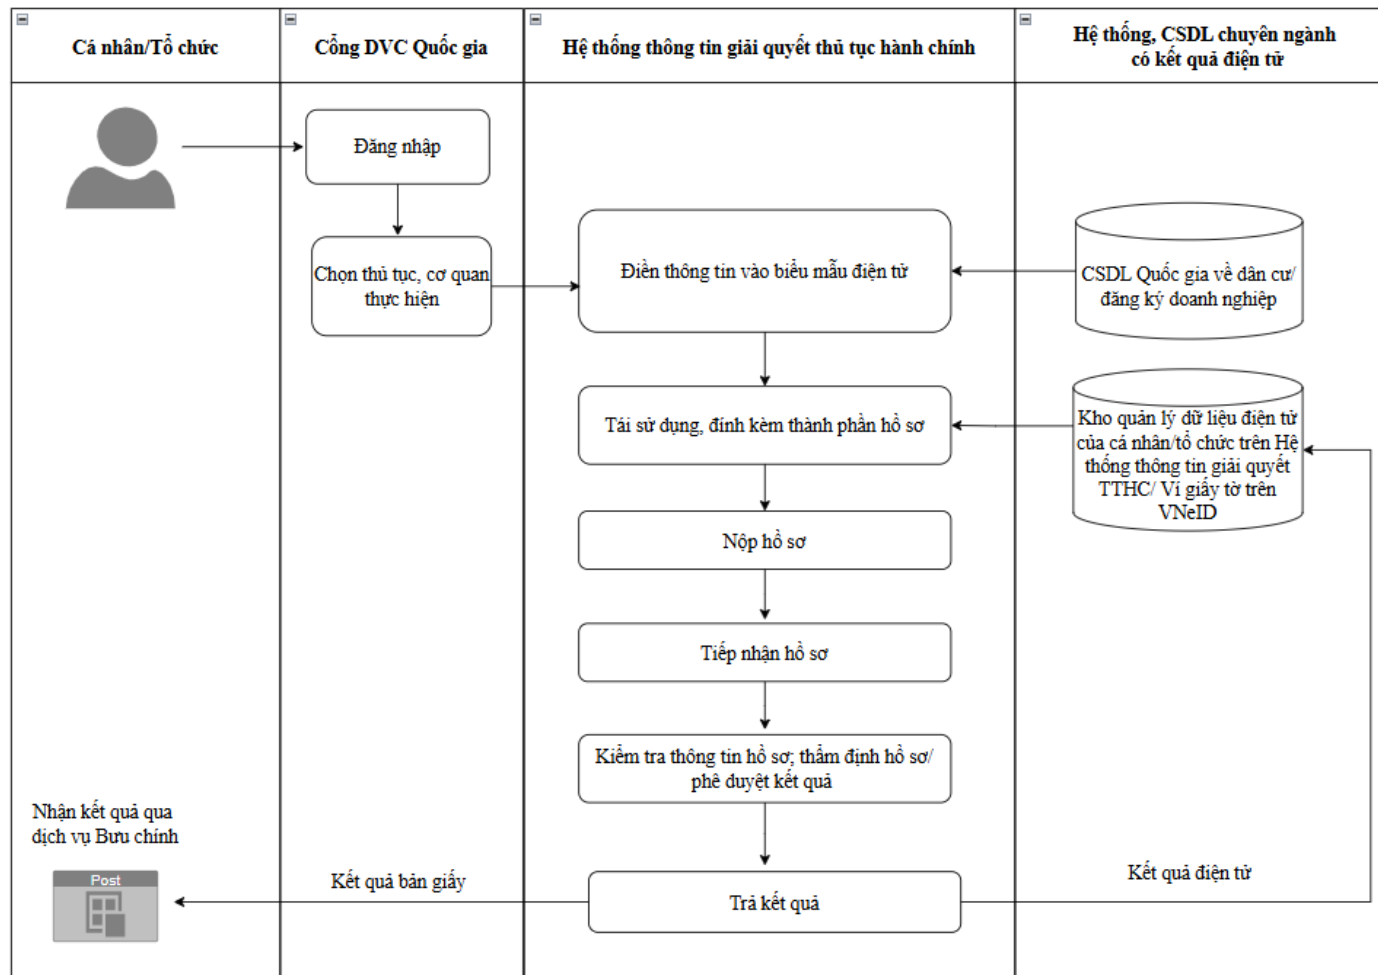 Cá nhân/Tổ chức
Cổng DVC Quốc gia
Hệ thống thông tin giải quyết thủ tục hành chính
Hệ thống, CSDL chuyên ngành
có kết quả điện tử
Đăng nhập
Chọn thủ tục, cơ quan
thực hiện
Điền thông tin vào biểu mẫu điện tử
CSDL Quốc gia về dân cư/
đăng ký doanh nghiệp
Tái sử dụng, đính kèm thành phần hồ sơ
Kho quản lý dữ liệu điện tử
của cá nhân/tổ chức trên Hệ
thống thông tin giải quyết
TTHC/ Ví giấy tờ trên
VNeID
Nộp hồ sơ
Tiếp nhận hồ sơ
Kiểm tra thông tin hồ sơ; thẩm định hồ sơ/
phê duyệt kết quả
Nhận kết quả qua
dịch vụ Bưu chính
Post
Kết quả bản giấy
Trả kết quả
Kết quả điện tử